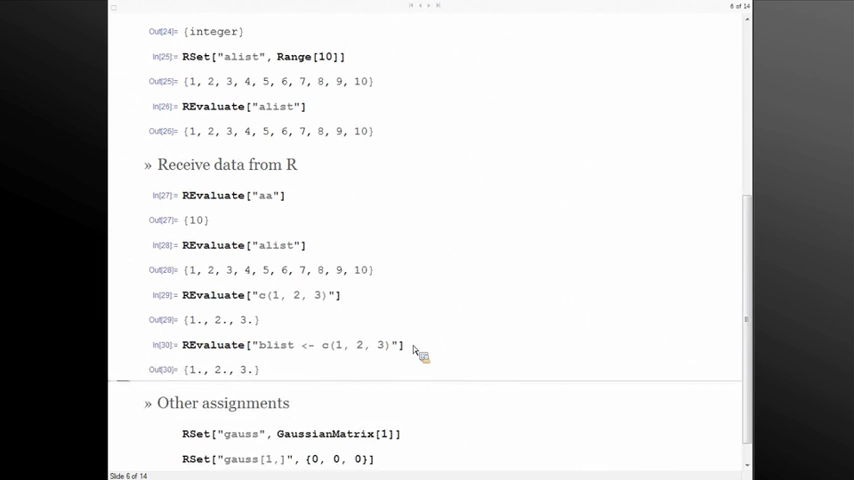 6 of 14
Out[24]= {integer}
In[25]:= RSet["alist", Range[10]]
Out[25]= {1, 2, 3, 4, 5, 6, 7, 8, 9, 10}
In[26]:= REvaluate["alist"]
Out[26]= {1, 2, 3, 4, 5, 6, 7, 8, 9, 10}
» Receive data from R
In[27]:= REvaluate["aa"]
Out[27]= {10}
In[28]:= REvaluate["alist"]
Out[28]= {1, 2, 3, 4, 5, 6, 7, 8, 9, 10}
In[29]:= REvaluate["c(1, 2, 3)"]
Out[29]= {1., 2., 3.}
In[30]:= REvaluate["blist <- c(1, 2, 3)"]
Out[30]= {1., 2., 3.}
» Other assignments
RSet["gauss", GaussianMatrix[1]]
RSet["gauss[1,]", {0, 0, 0}]
Slide 6 of 14